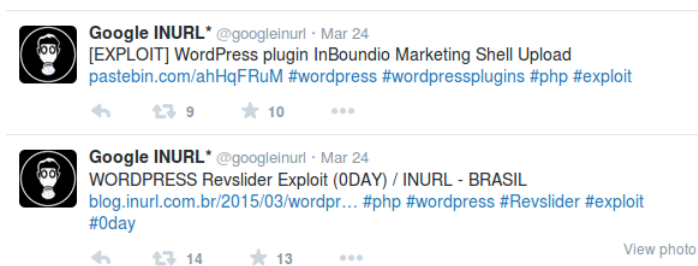 Google INURL* @googleinurl · Mar 24
[EXPLOIT] WordPress plugin InBoundio Marketing Shell Upload
pastebin.com/ahHqFRuM #wordpress #wordpressplugins #php #exploit
9 10
Google INURL* @googleinurl · Mar 24
WORDPRESS Revslider Exploit (0DAY) / INURL - BRASIL
blog.inurl.com.br/2015/03/wordpr... #php #wordpress #Revslider #exploit
#0day
14 13 View photo